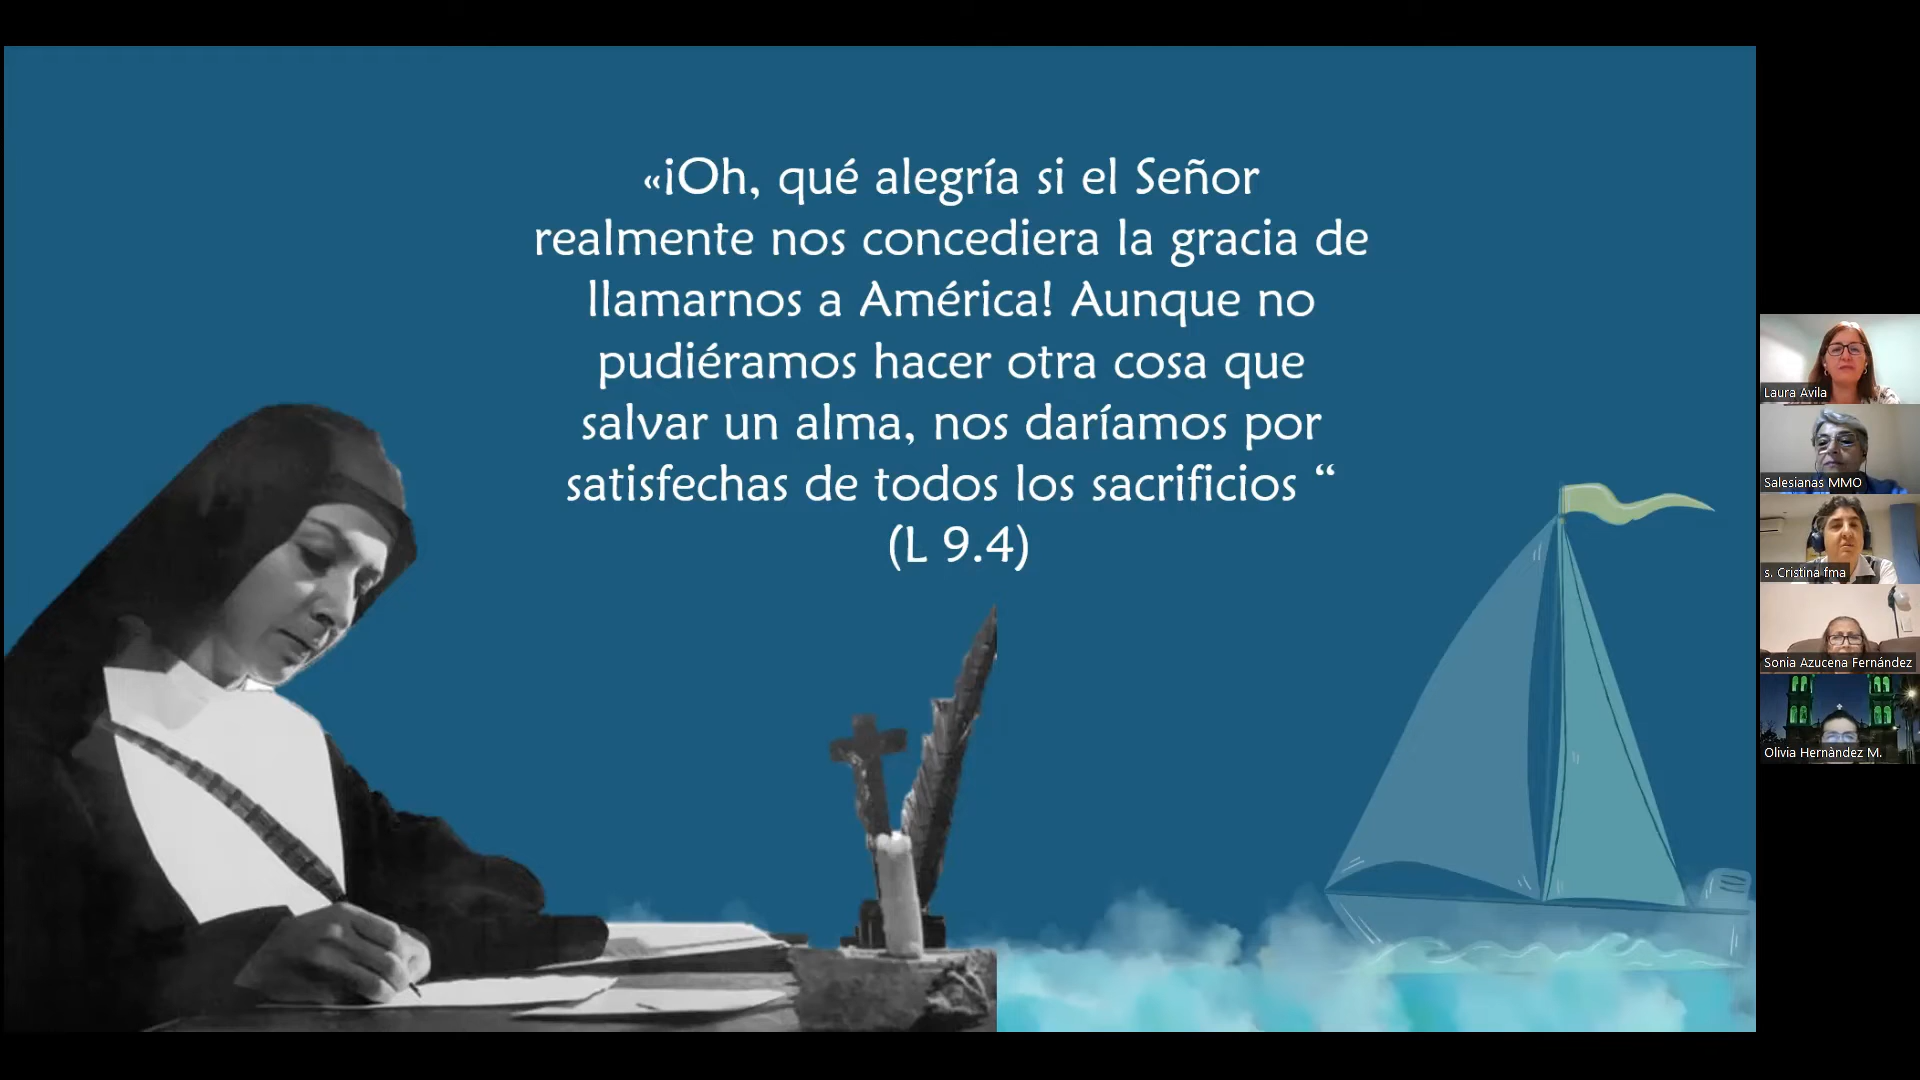 «¡Oh, qué alegría si el Señor
realmente nos concediera la gracia de
llamarnos a América! Aunque no
pudiéramos hacer otra cosa que
salvar un alma, nos daríamos por
satisfechas de todos los sacrificios “
(L 9.4)
Laura Avila
Salesianas MMO
s. Cristina fma
Sonia Azucena Fernández
Olivia Hernàndez M.